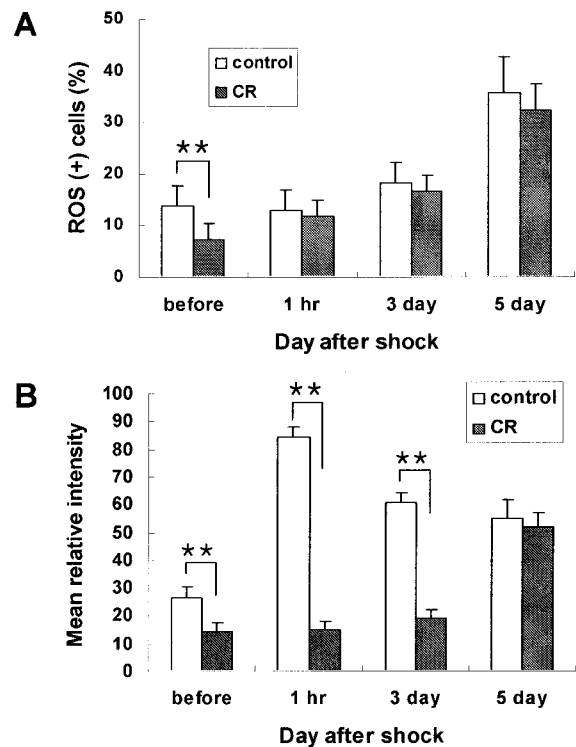 A
50
40
30
20
10
0
ROS (+) cells (%)
control
CR
**
before 1 hr 3 day 5 day
Day after shock
B
100
90
80
70
60
50
40
30
20
10
0
Mean relative intensity
control
CR
**
**
**
before 1 hr 3 day 5 day
Day after shock